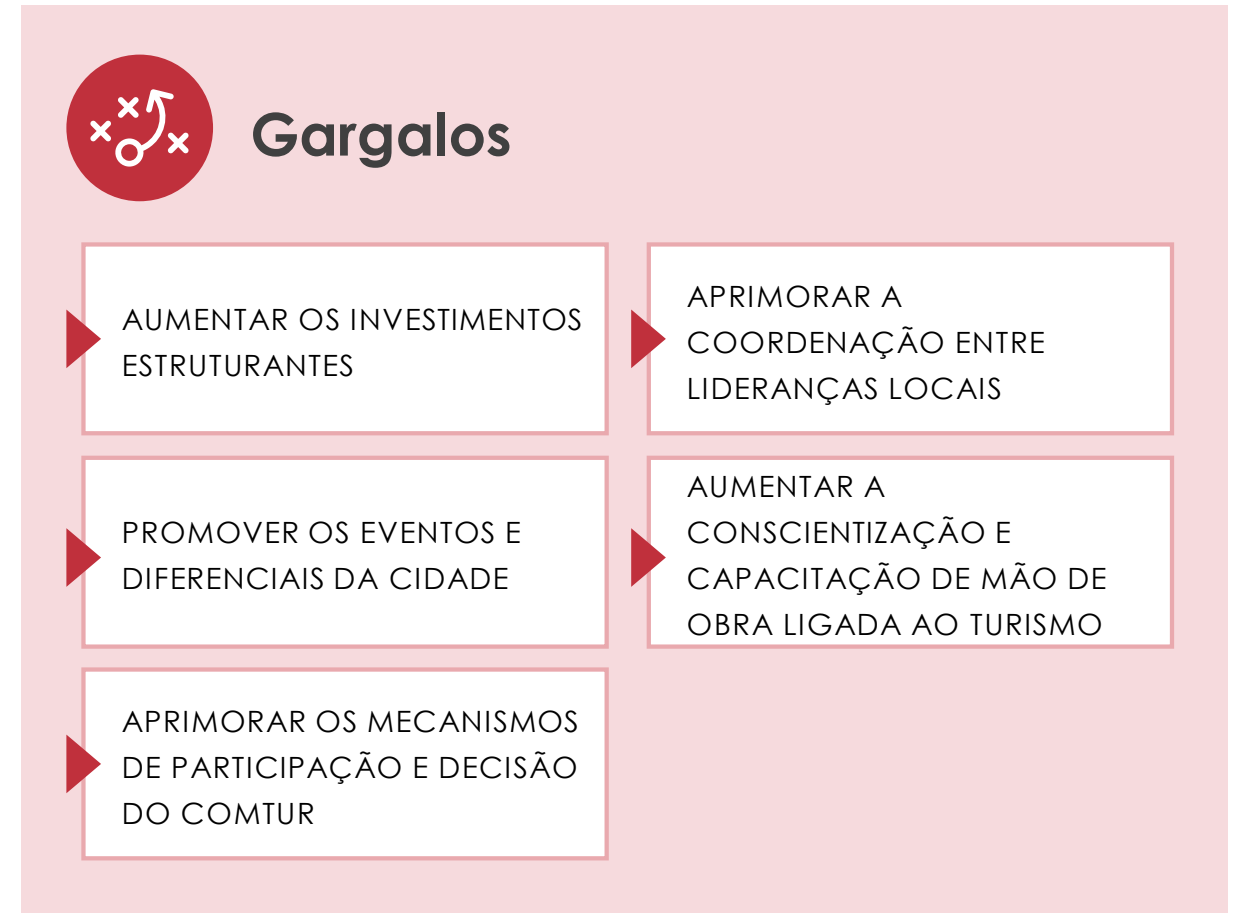 Gargalos
AUMENTAR OS INVESTIMENTOS
ESTRUTURANTES
APRIMORAR A
COORDENAÇÃO ENTRE
LIDERANÇAS LOCAIS
PROMOVER OS EVENTOS E
DIFERENCIAIS DA CIDADE
AUMENTAR A
CONSCIENTIZAÇÃO E
CAPACITAÇÃO DE MÃO DE
OBRA LIGADA AO TURISMO
APRIMORAR OS MECANISMOS
DE PARTICIPAÇÃO E DECISÃO
DO COMTUR